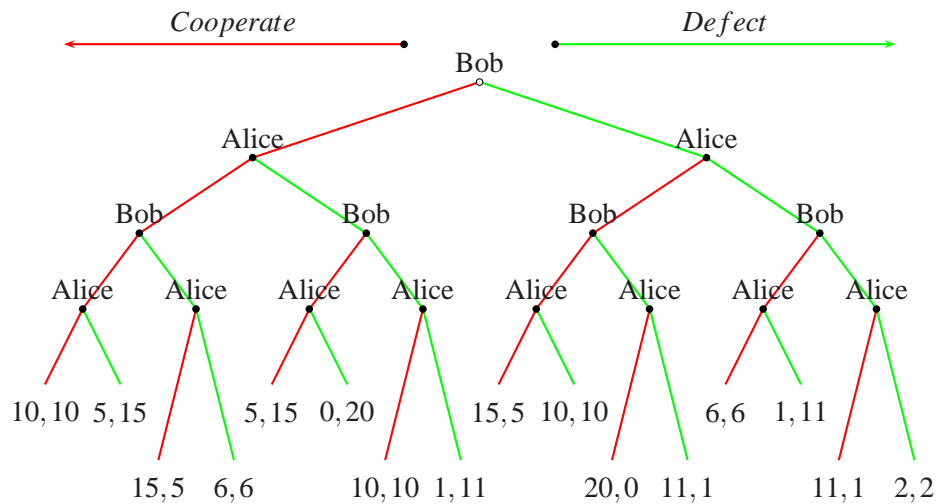 Cooperate Defect
Bob
Alice Alice
Bob Bob Bob Bob
Alice Alice Alice Alice Alice Alice Alice Alice
10,10 5,15 5,15 0,20 15,5 10,10 6,6 1,11
15,5 6,6 10,10 1,11 20,0 11,1 11,1 2,2